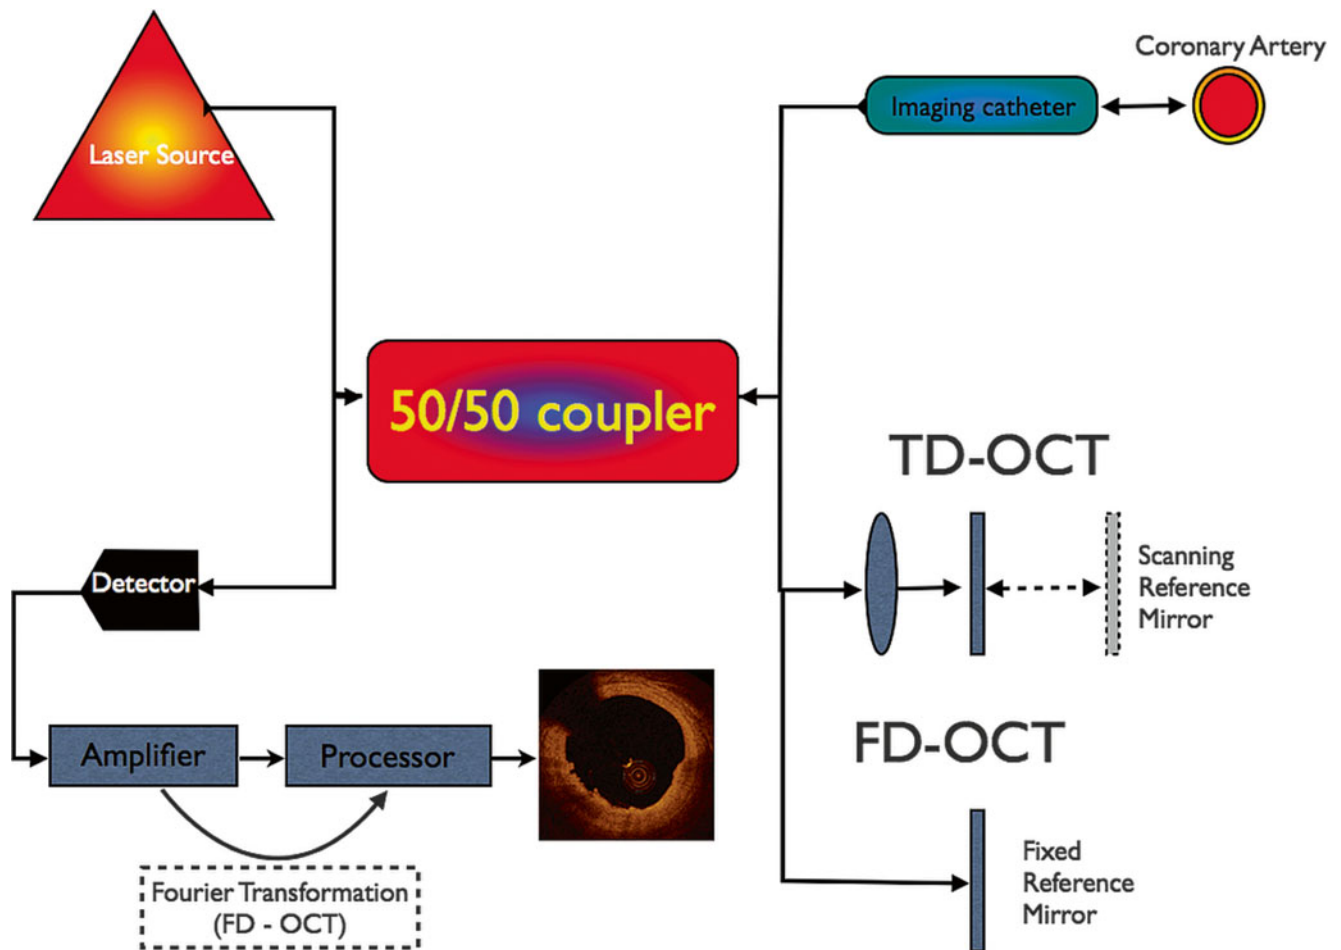 Coronary Artery
Imaging catheter
Laser Source
50/50 coupler
TD-OCT
Scanning
Reference
Mirror
Detector
FD-OCT
Amplifier
Processor
Fixed
Reference
Mirror
Fourier Transformation
(FD - OCT)